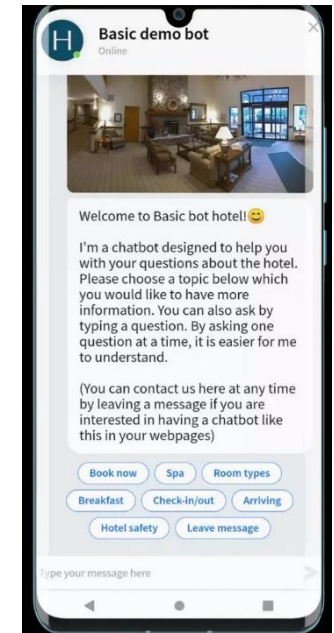 H
Basic demo bot
Online
Welcome to Basic bot hotel!😊
I'm a chatbot designed to help you
with your questions about the hotel.
Please choose a topic below which
you would like to have more
information. You can also ask by
typing a question. By asking one
question at a time, it is easier for me
to understand.
(You can contact us here at any time
by leaving a message if you are
interested in having a chatbot like
this in your webpages)
Book now Spa Room types
Breakfast Check-in/out Arriving
Hotel safety Leave message
Type your message here